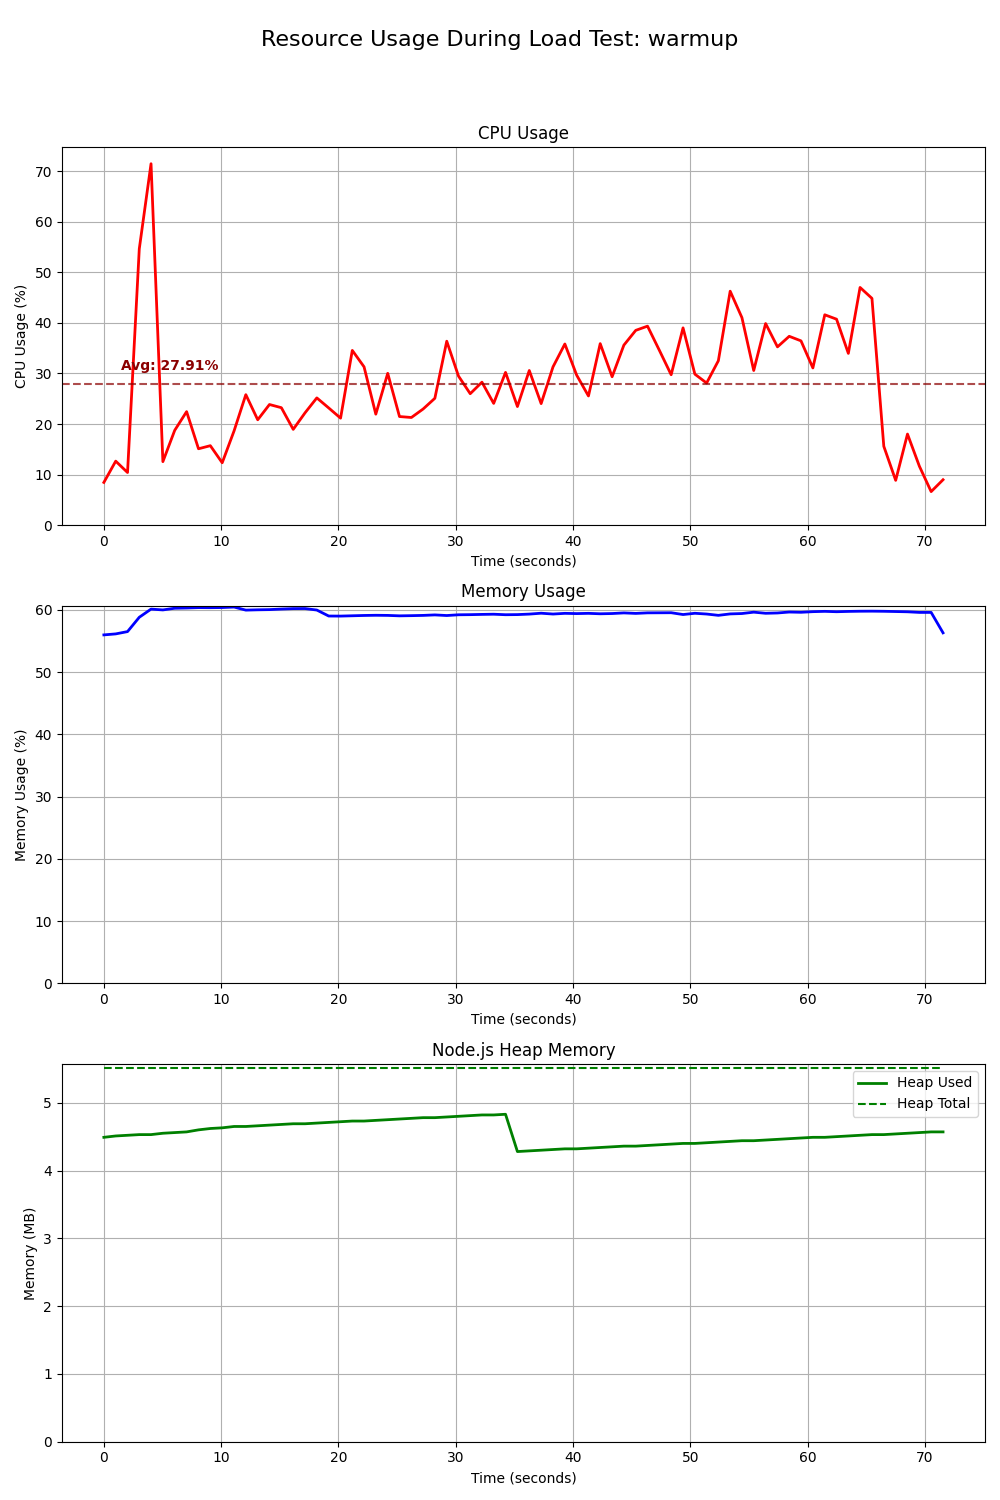 Resource Usage During Load Test: warmup
CPU Usage
70
60
50
40
30
20
10
0
CPU Usage (%)
Avg: 27.91%
0 10 20 30 40 50 60 70
Time (seconds)
Memory Usage
60
50
40
30
20
10
0
Memory Usage (%)
0 10 20 30 40 50 60 70
Time (seconds)
Node.js Heap Memory
5
4
3
2
1
0
Memory (MB)
Heap Used
Heap Total
0 10 20 30 40 50 60 70
Time (seconds)